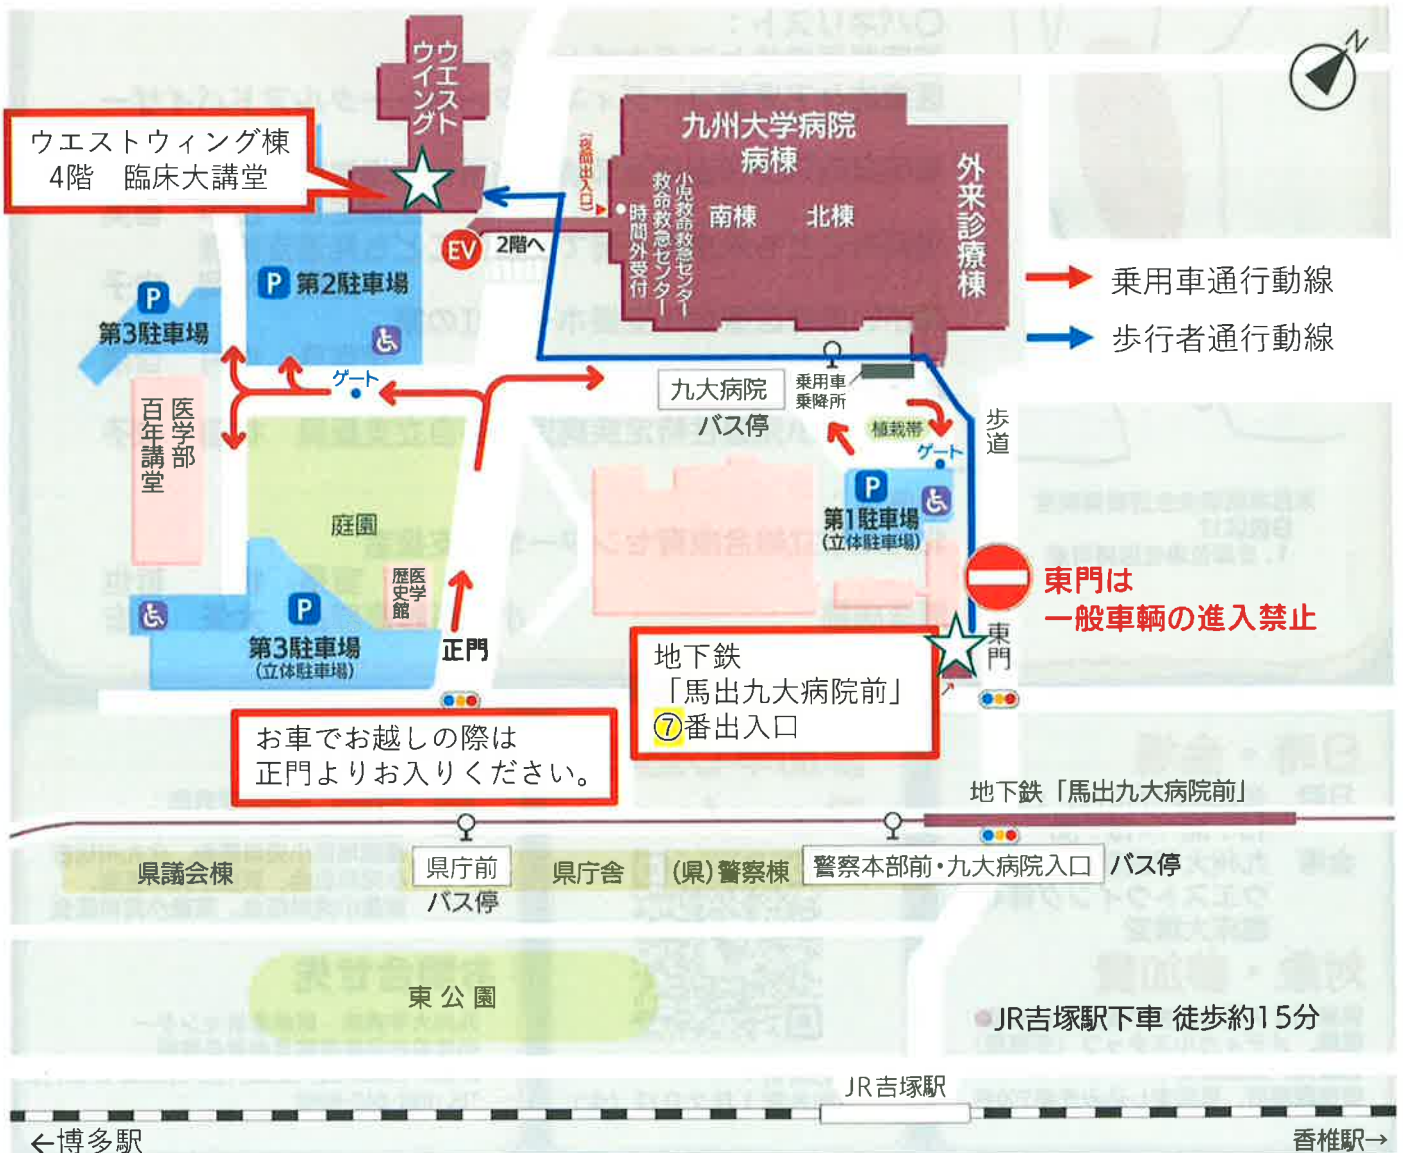 N
ウエスト
ウイング
ウエストウィング棟
4階　臨床大講堂
九州大学病院
病棟
外来診療棟
(夜間出入口)
小児救命救急センター
救命救急センター
時間外受付
南棟
北棟
EV
2階へ
P 第2駐車場
P
第3駐車場
乗用車通行動線
歩行者通行動線
ゲート
九大病院
バス停
乗用車
乗降所
植栽帯
ゲート
歩道
医学部
百年講堂
庭園
P
第1駐車場
(立体駐車場)
医学
歴史館
P
第3駐車場
(立体駐車場)
正門
東門は
一般車輌の進入禁止
東門
地下鉄
「馬出九大病院前」
⑦番出入口
お車でお越しの際は
正門よりお入りください。
地下鉄「馬出九大病院前」
県議会棟
県庁前
バス停
県庁舎
(県)警察棟
警察本部前・九大病院入口 バス停
東公園
JR吉塚駅下車 徒歩約15分
JR吉塚駅
←博多駅
香椎駅→